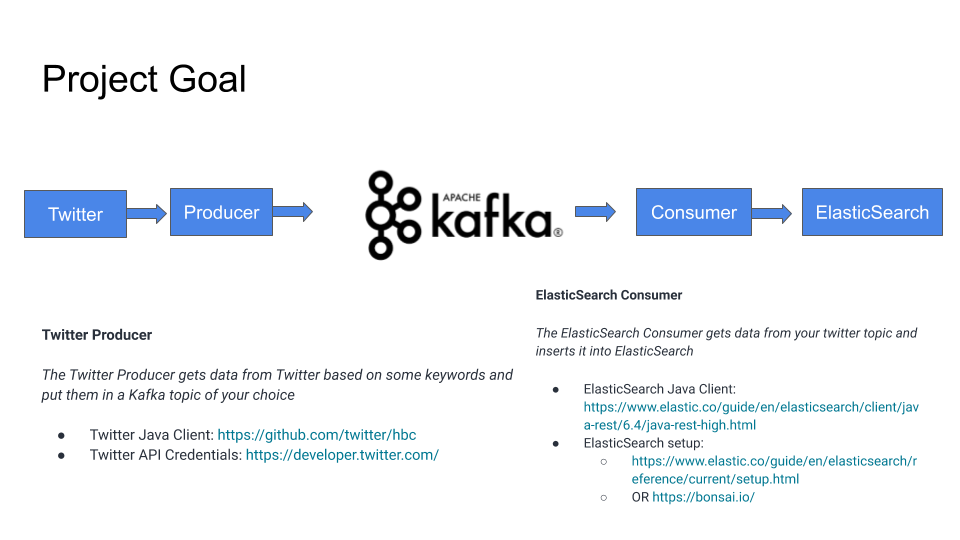 Project Goal
Twitter
Producer
APACHE
kafka®
Consumer
ElasticSearch
Twitter Producer
The Twitter Producer gets data from Twitter based on some keywords and
put them in a Kafka topic of your choice
● Twitter Java Client: https://github.com/twitter/hbc
● Twitter API Credentials: https://developer.twitter.com/
ElasticSearch Consumer
The ElasticSearch Consumer gets data from your twitter topic and
inserts it into ElasticSearch
● ElasticSearch Java Client:
https://www.elastic.co/guide/en/elasticsearch/client/jav
a-rest/6.4/java-rest-high.html
● ElasticSearch setup:
○ https://www.elastic.co/guide/en/elasticsearch/r
eference/current/setup.html
○ OR https://bonsai.io/